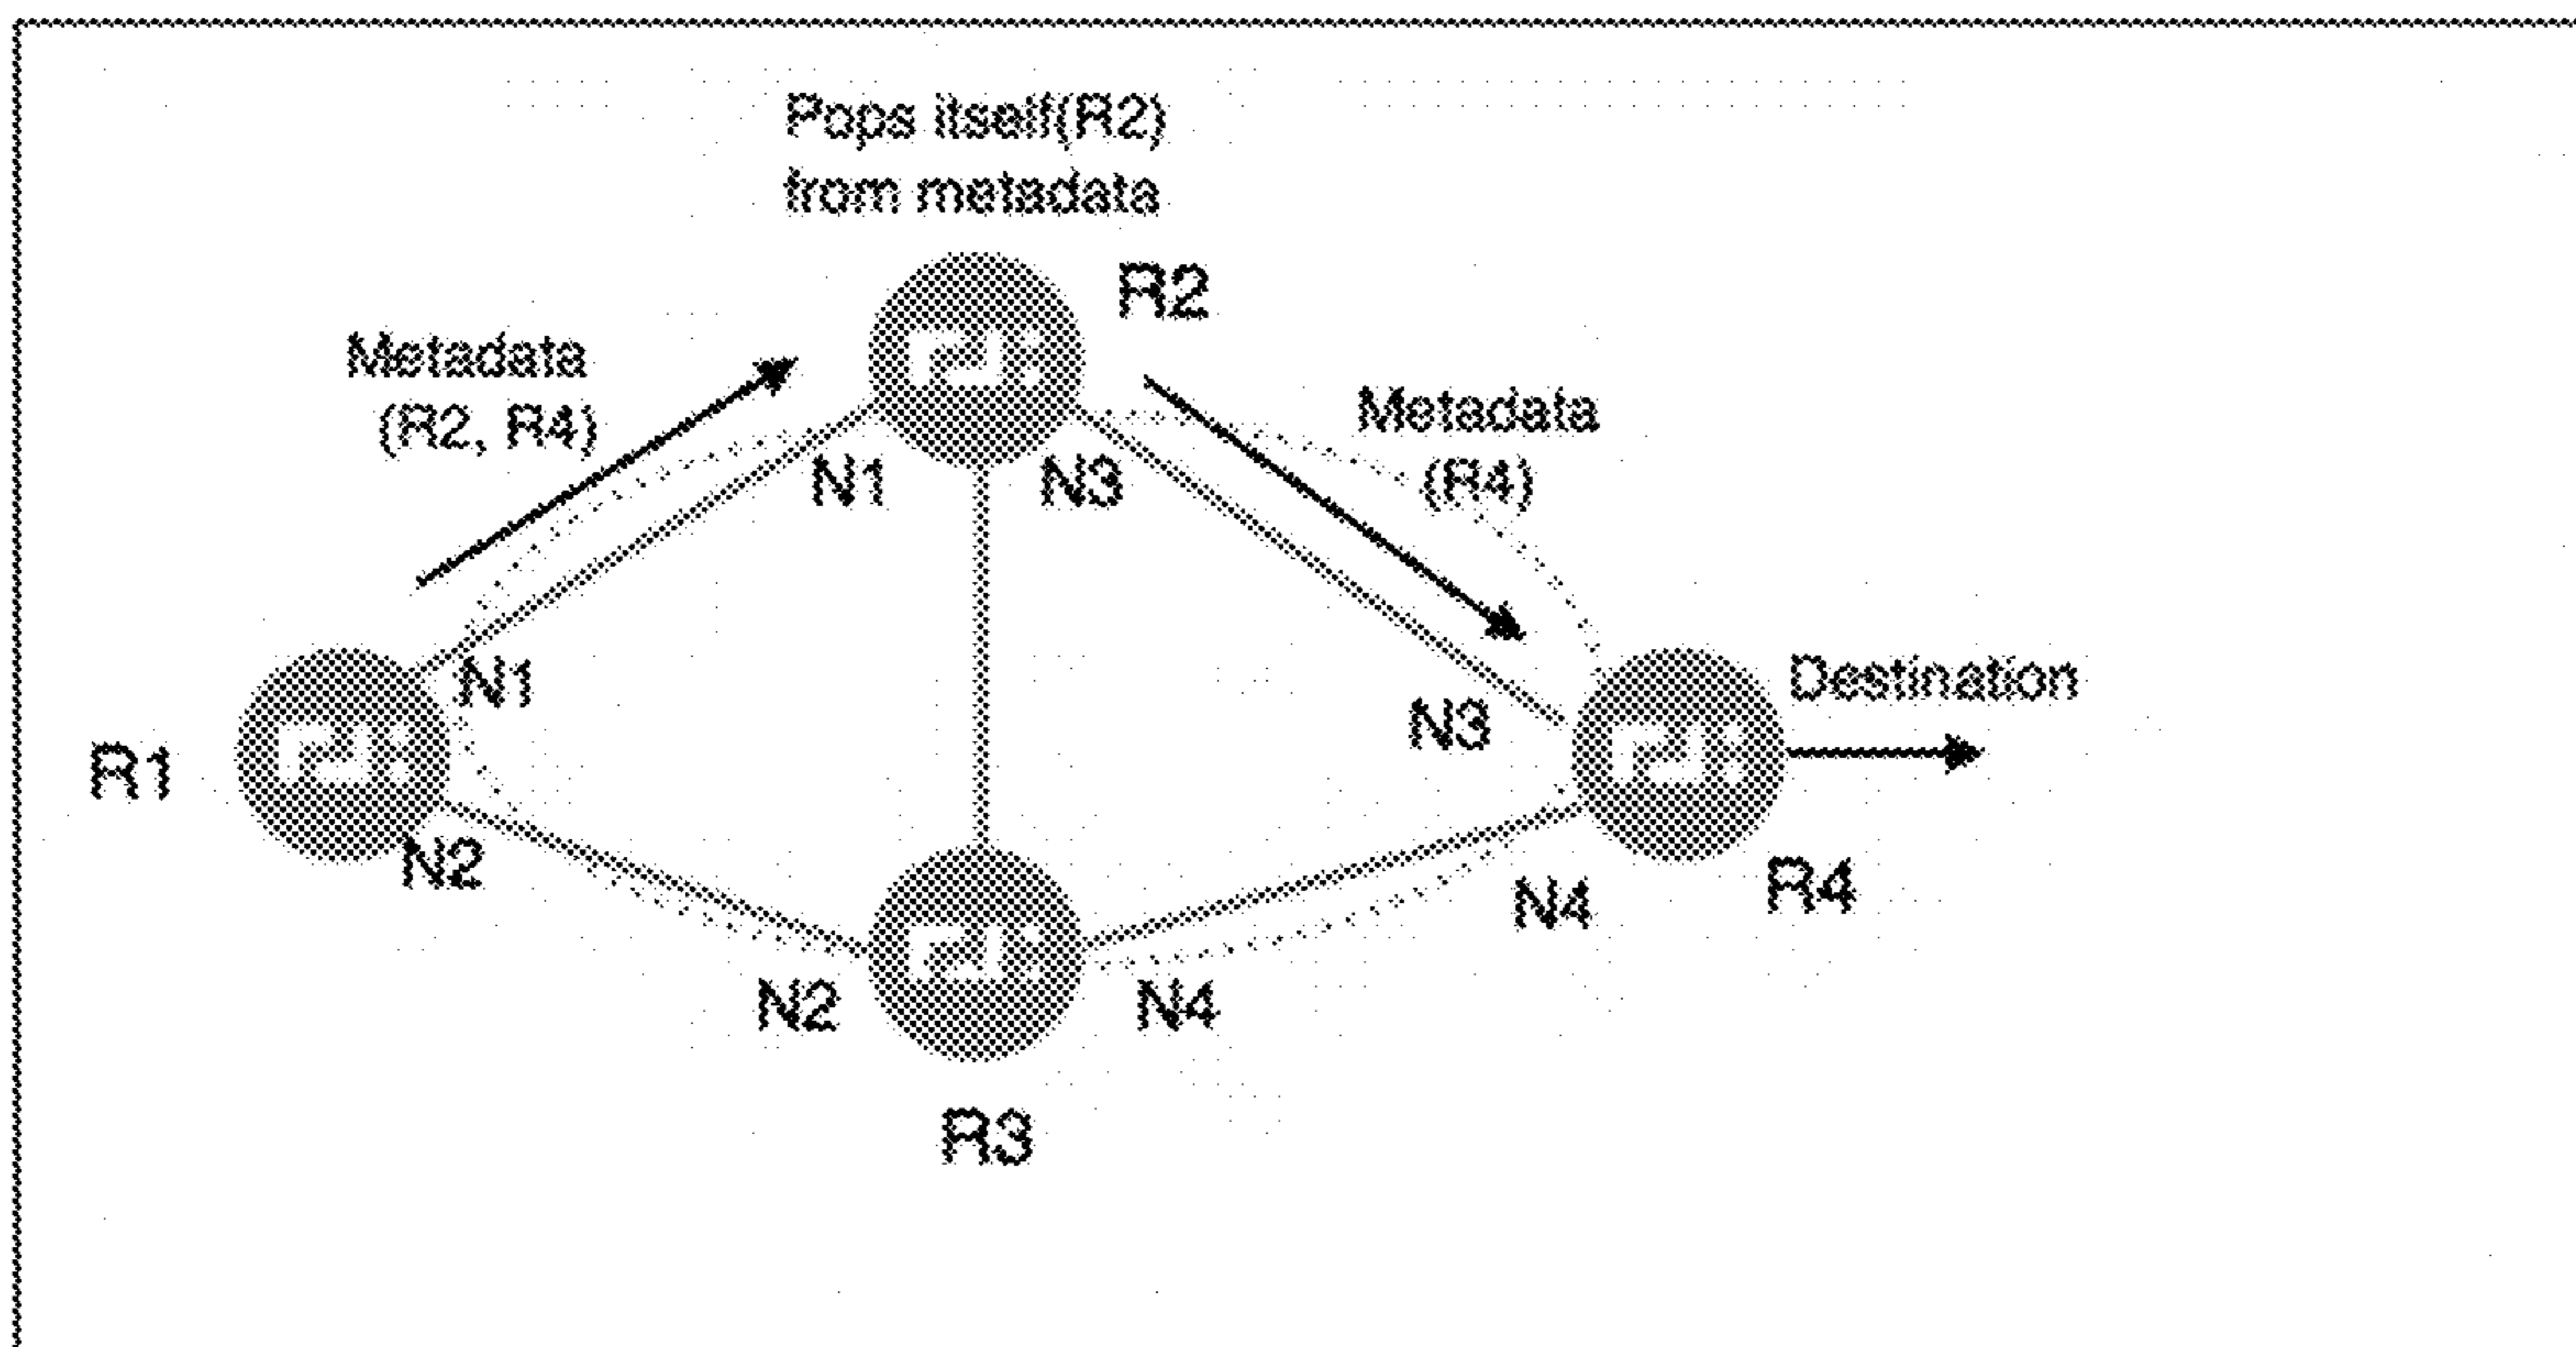 Pops itself(R2)
from metadata
R2
Metadata
(R2, R4)
Metadata
(R4)
N1
N3
N1
Destination
R1
N3
N2
R4
N4
N2
N4
R3